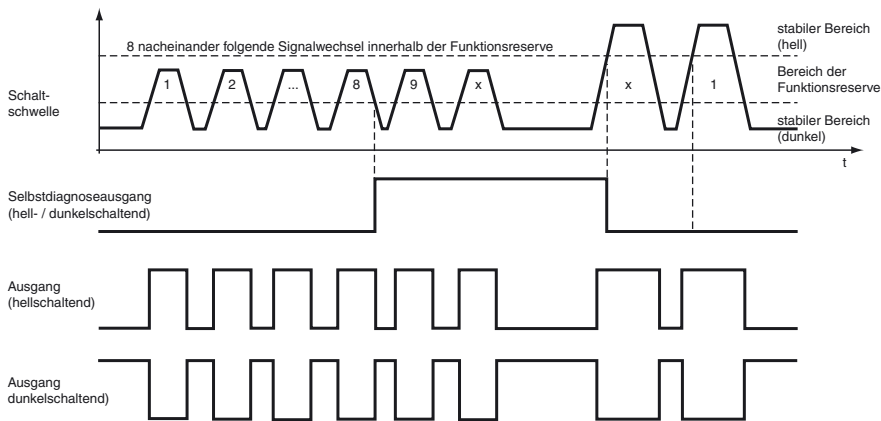 8 nacheinander folgende Signalwechsel innerhalb der Funktionsreserve
stabiler Bereich
(hell)
Bereich der
Funktionsreserve
stabiler Bereich
(dunkel)
Schalt-
schwelle
1 2 ... 8 9 x x 1
t
Selbstdiagnoseausgang
(hell- / dunkelschaltend)
Ausgang
(hellschaltend)
Ausgang
dunkelschaltend)